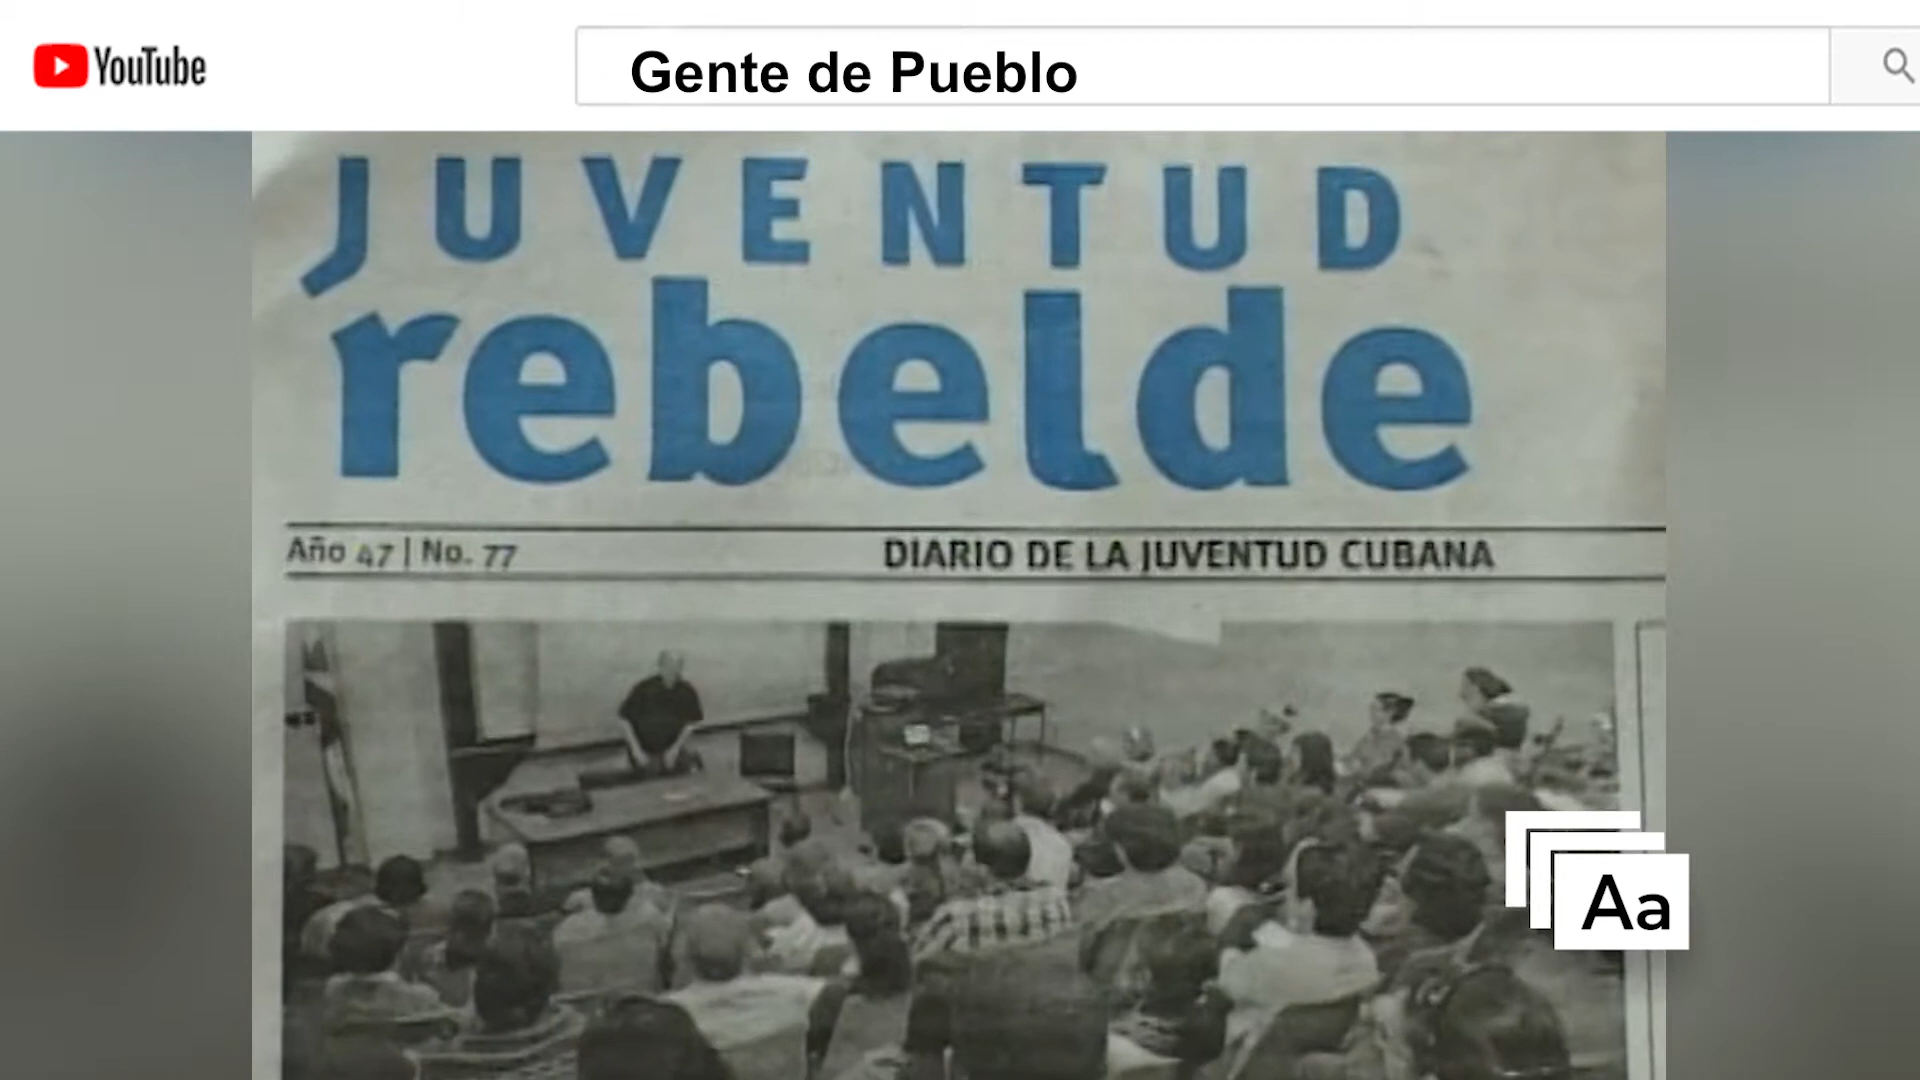 YouTube
Gente de Pueblo
JUVENTUD
rebelde
Año 47 | No. 77
DIARIO DE LA JUVENTUD CUBANA
Aa